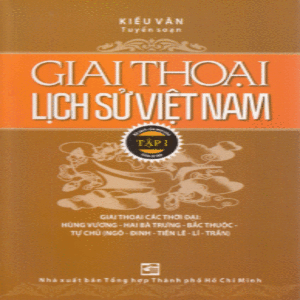 KIỀU VĂN
Tuyển soạn
GIAI THOẠI
LỊCH SỬ VIỆT NAM
TẬP I
GIAI THOẠI CÁC THỜI ĐẠI:
HÙNG VƯƠNG - HAI BÀ TRƯNG - BẮC THUỘC -
TỰ CHỦ (NGÔ - ĐINH - TIỀN LÊ - LÍ - TRẦN)
Nhà xuất bản Tổng hợp Thành phố Hồ Chí Minh